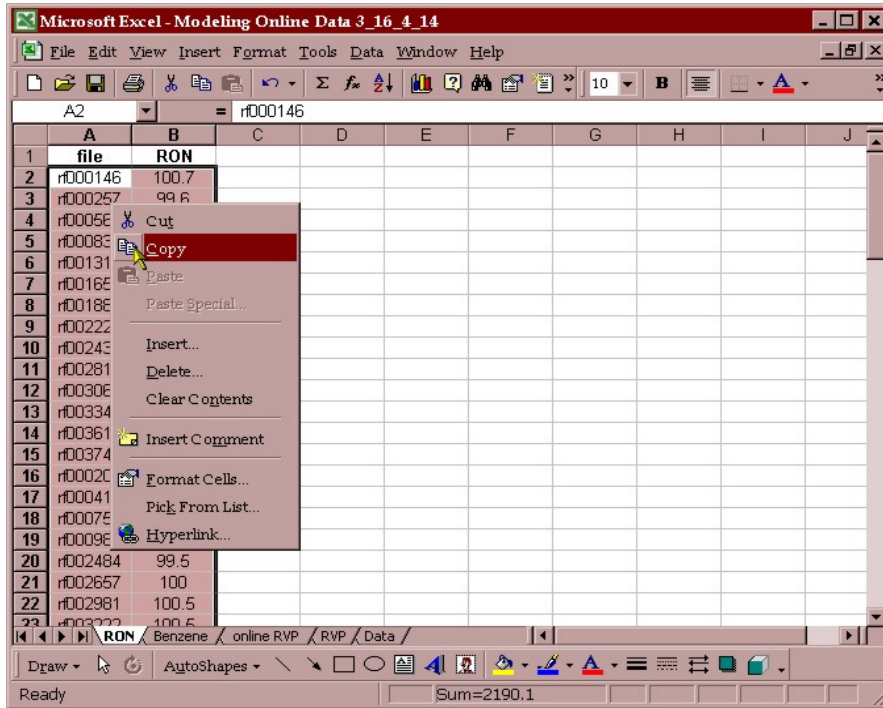 Microsoft Excel - Modeling Online Data 3_16_4_14
File Edit View Insert Format Tools Data Window Help
10 B A
A2 = rf000146
A B C D E F G H I J
1 file RON
2 rf000146 100.7
3 rf000257 99.6
4 Cut
5 Copy
6 Paste
7
8 Paste Special...
9
10 Insert...
11 Delete...
12 Clear Contents
13
14 Insert Comment
15
16 Format Cells...
17 Pick From List...
18
19 Hyperlink...
20 rf002484 99.5
21 rf002657 100
22 rf002981 100.5
23
RON Benzene online RVP RVP Data
Draw AutoShapes
Ready Sum=2190.1